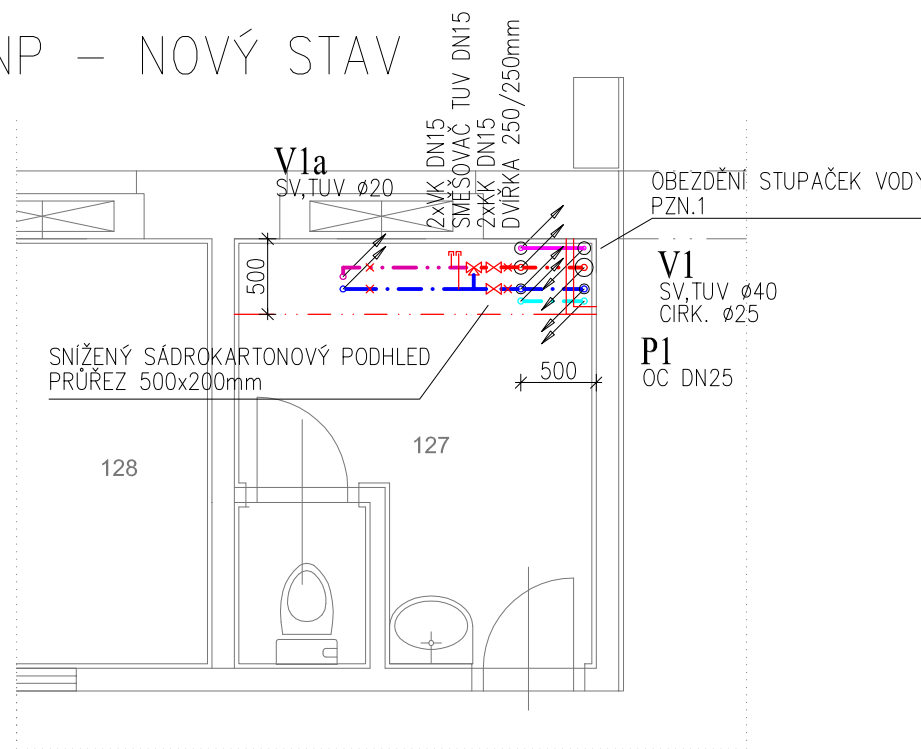 NP – NOVÝ STAV
2xVK DN15
SMĚŠOVAČ TUV DN15
2xKK DN15
DVÍŘKA 250/250mm
V1a
SV,TUV ø20
OBEZDĚNÍ STUPAČEK VODY
PZN.1
500
V1
SV,TUV ø40
CIRK. ø25
SNÍŽENÝ SÁDROKARTONOVÝ PODHLED
PRŮŘEZ 500x200mm
500
P1
OC DN25
128
127